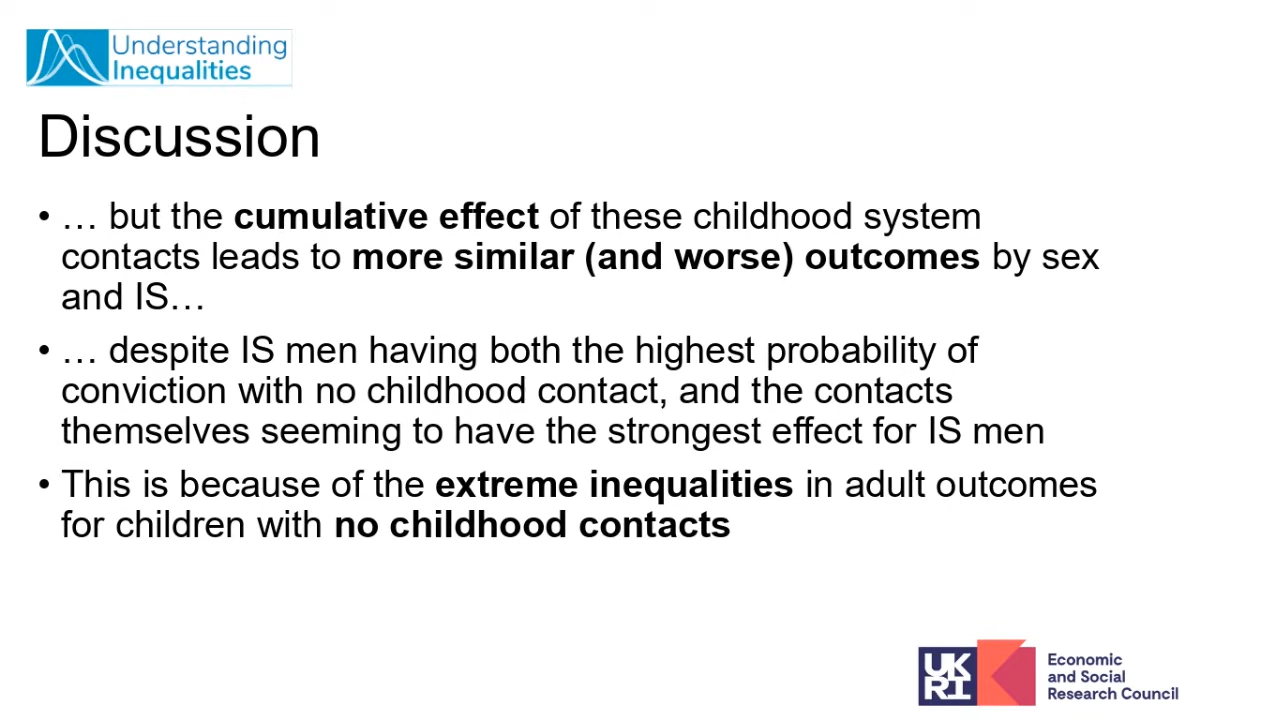 Understanding
Inequalities
Discussion
• … but the cumulative effect of these childhood system
contacts leads to more similar (and worse) outcomes by sex
and IS…
• … despite IS men having both the highest probability of
conviction with no childhood contact, and the contacts
themselves seeming to have the strongest effect for IS men
• This is because of the extreme inequalities in adult outcomes
for children with no childhood contacts
UK
RI
Economic
and Social
Research Council